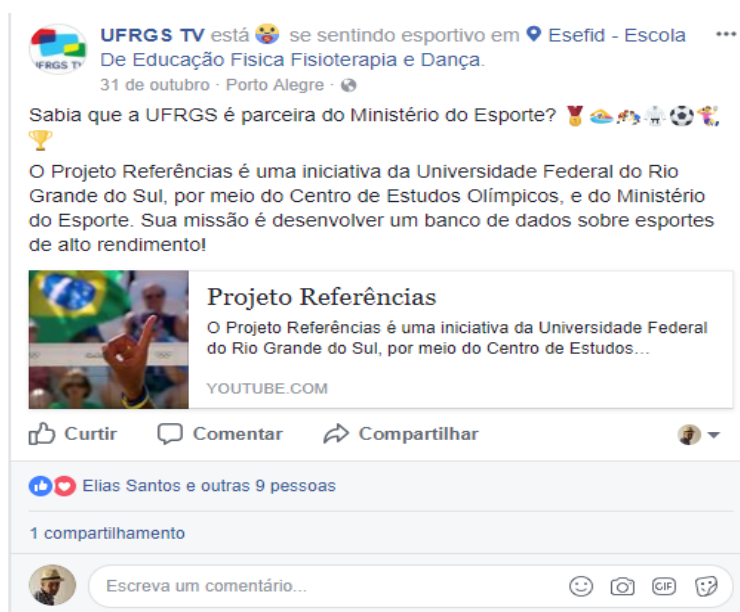 UFRGS TV está se sentindo esportivo em Esefid - Escola
De Educação Fisica Fisioterapia e Dança.
UFRGS TV
31 de outubro · Porto Alegre ·
Sabia que a UFRGS é parceira do Ministério do Esporte?
O Projeto Referências é uma iniciativa da Universidade Federal do Rio
Grande do Sul, por meio do Centro de Estudos Olímpicos, e do Ministério
do Esporte. Sua missão é desenvolver um banco de dados sobre esportes
de alto rendimento!
Projeto Referências
O Projeto Referências é uma iniciativa da Universidade Federal
do Rio Grande do Sul, por meio do Centro de Estudos...
YOUTUBE.COM
Curtir Comentar Compartilhar
Elias Santos e outras 9 pessoas
1 compartilhamento
Escreva um comentário...
GIF